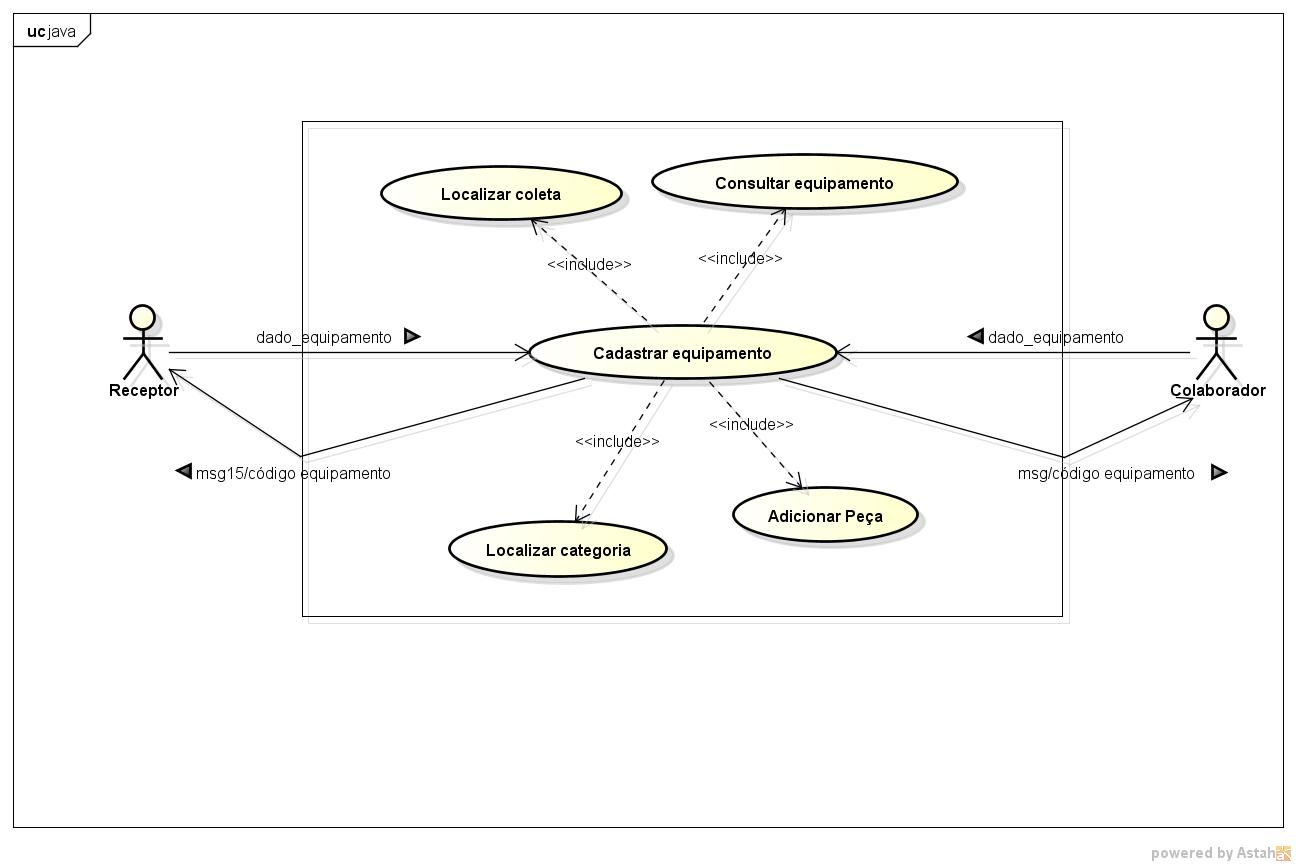 uc java
Localizar coleta
Consultar equipamento
<<include>>
<<include>>
dado_equipamento
dado_equipamento
Cadastrar equipamento
Receptor
Colaborador
<<include>>
<<include>>
msg15/código equipamento
msg/código equipamento
Adicionar Peça
Localizar categoria
powered by Astah